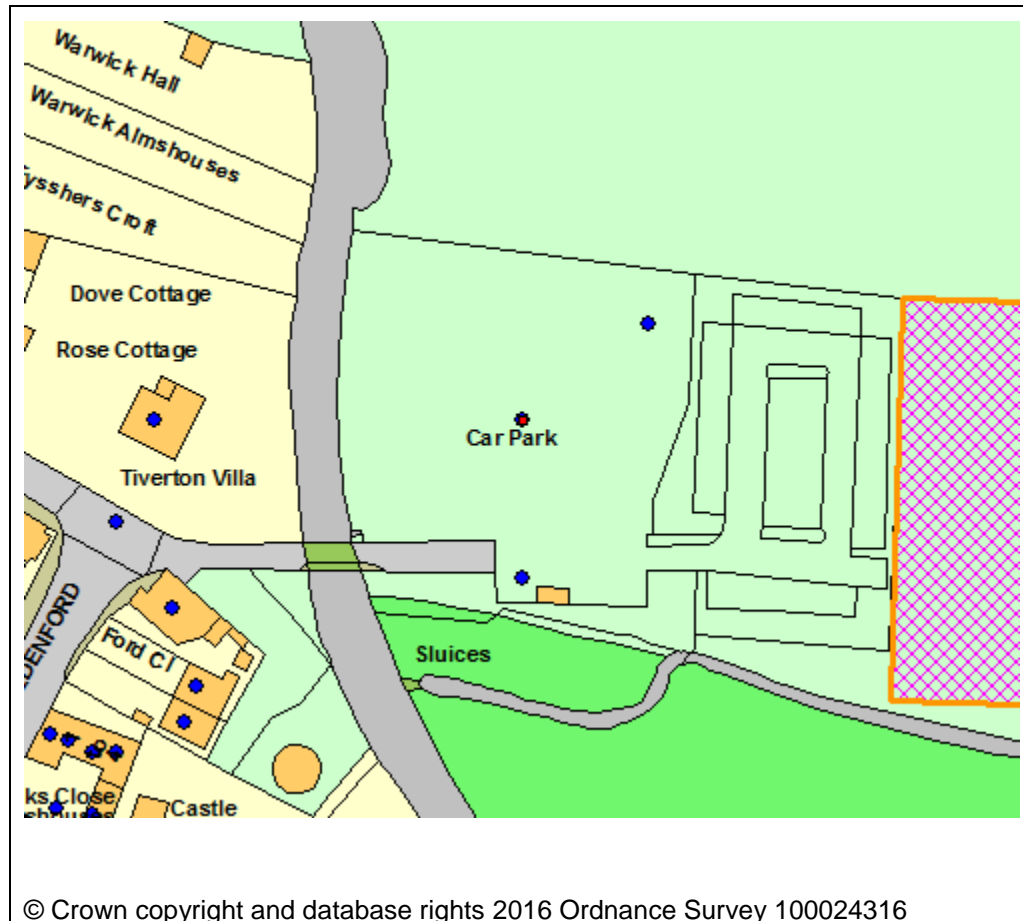 Warwick Hall
Warwick Almshouses
Tysshers Croft
Dove Cottage
Rose Cottage
Car Park
Tiverton Villa
DENFORD
Ford Cl
Sluices
ks Close
Castle
© Crown copyright and database rights 2016 Ordnance Survey 100024316